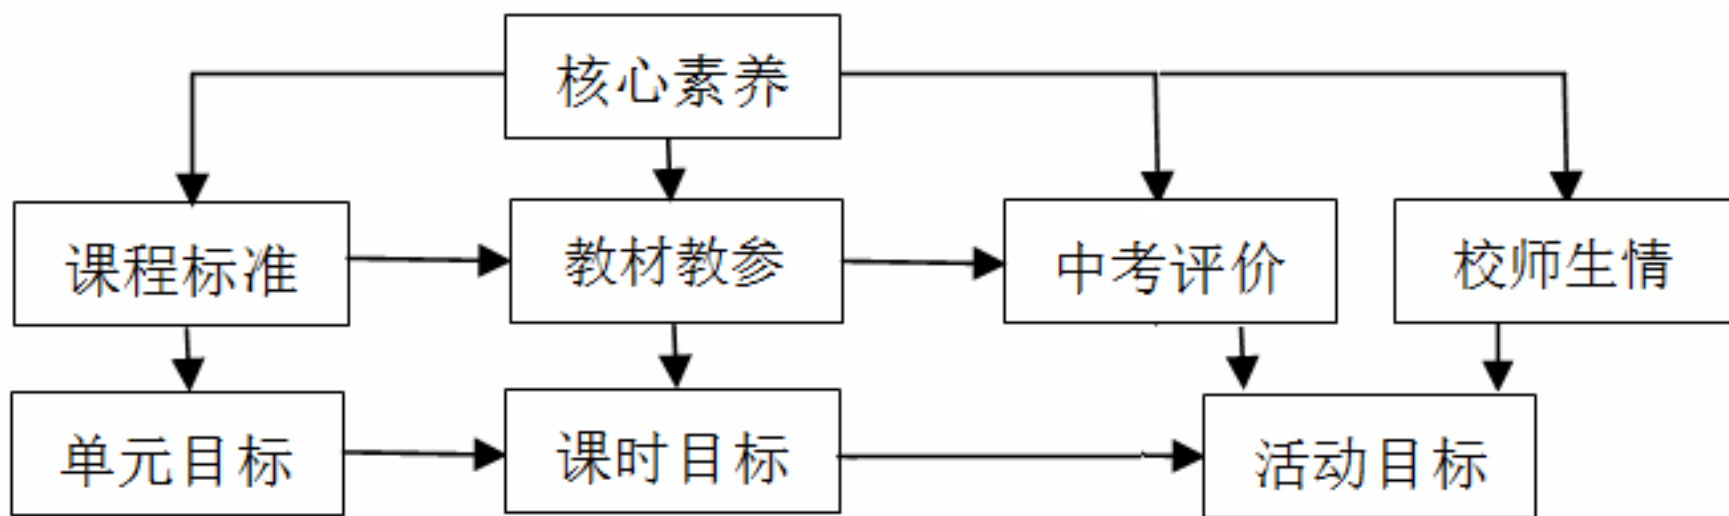 核心素养
课程标准
教材教参
中考评价
校师生情
单元目标
课时目标
活动目标